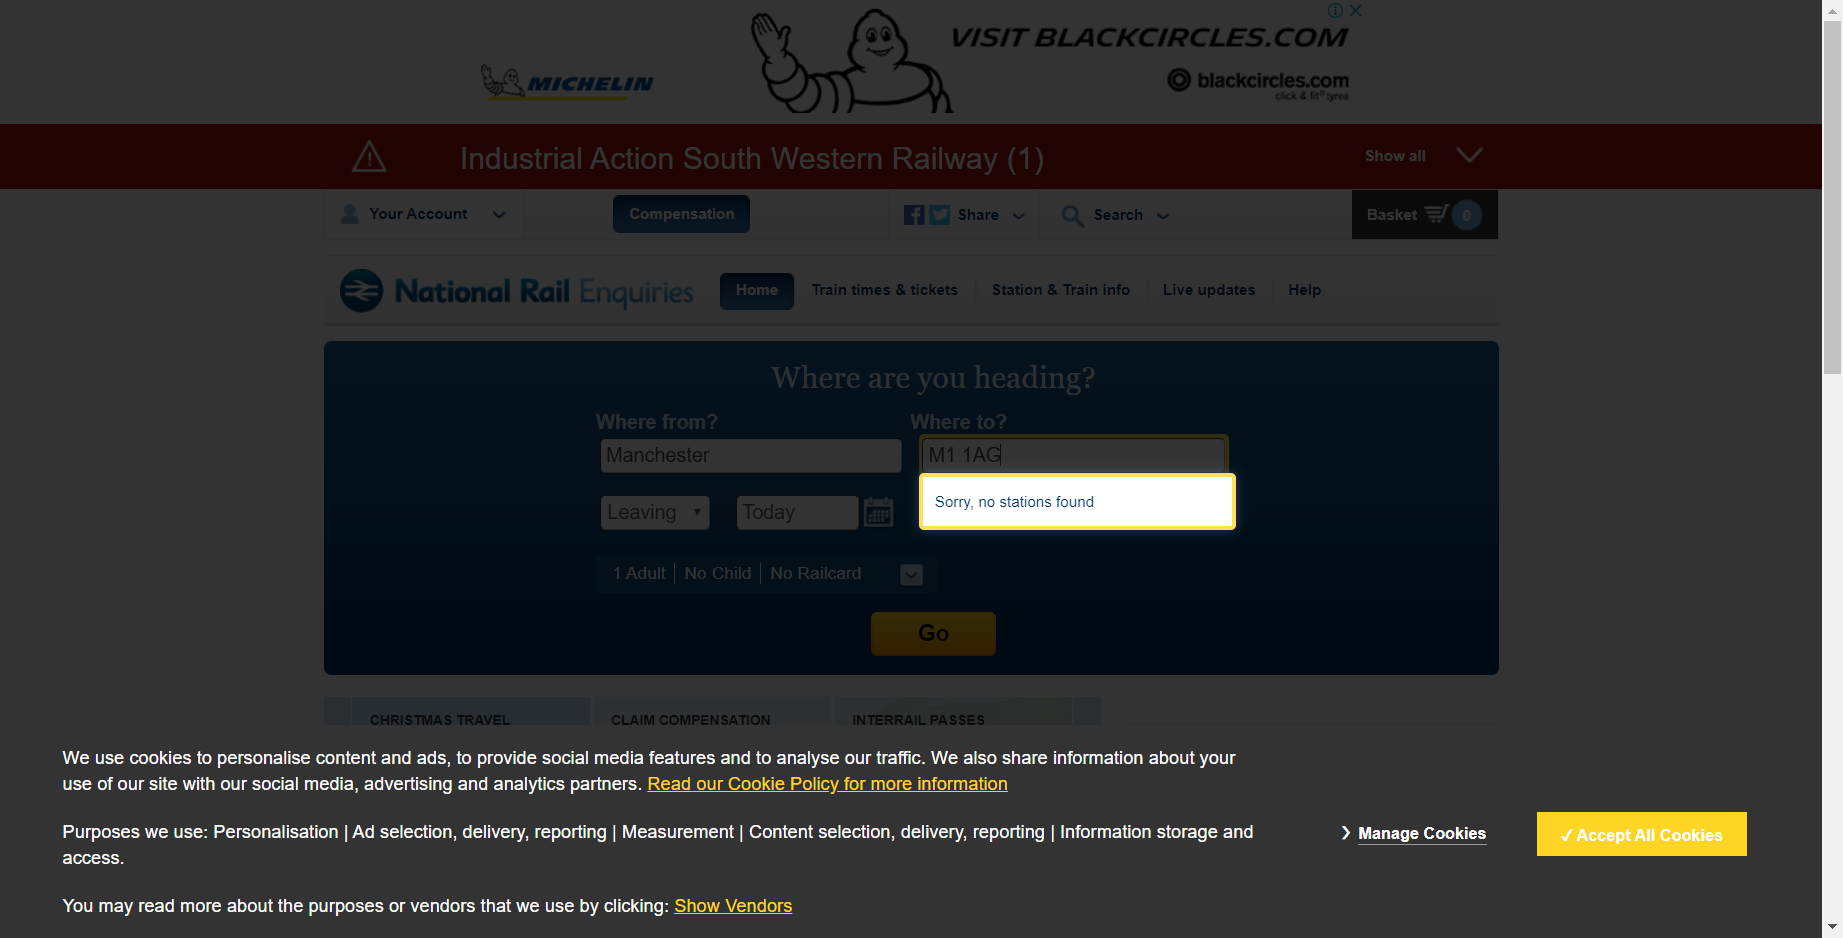 VISIT BLACKCIRCLES.COM
MICHELIN
blackcircles.com
click & fit® tyres
Industrial Action South Western Railway (1)
Show all
Your Account
Compensation
Share
Search
Basket
0
National Rail Enquiries
Home
Train times & tickets
Station & Train info
Live updates
Help
Where are you heading?
Where from?
Where to?
Manchester
M1 1AG
Sorry, no stations found
Leaving
Today
1 Adult
No Child
No Railcard
Go
CHRISTMAS TRAVEL
CLAIM COMPENSATION
INTERRAIL PASSES
We use cookies to personalise content and ads, to provide social media features and to analyse our traffic. We also share information about your
use of our site with our social media, advertising and analytics partners. Read our Cookie Policy for more information
Purposes we use: Personalisation | Ad selection, delivery, reporting | Measurement | Content selection, delivery, reporting | Information storage and
access.
Manage Cookies
✓ Accept All Cookies
You may read more about the purposes or vendors that we use by clicking: Show Vendors